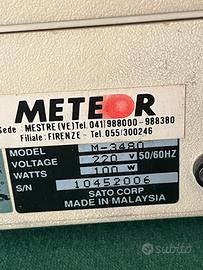 METEOR
Sede: MESTRE (VE) Tel. 041) 988000 - 988380
Filiale: FIRENZE - Tel. 055/300246
MODEL M-3480
VOLTAGE 220 V 50/60HZ
WATTS 100 W
S/N 10452006
SATO CORP
MADE IN MALAYSIA
subito